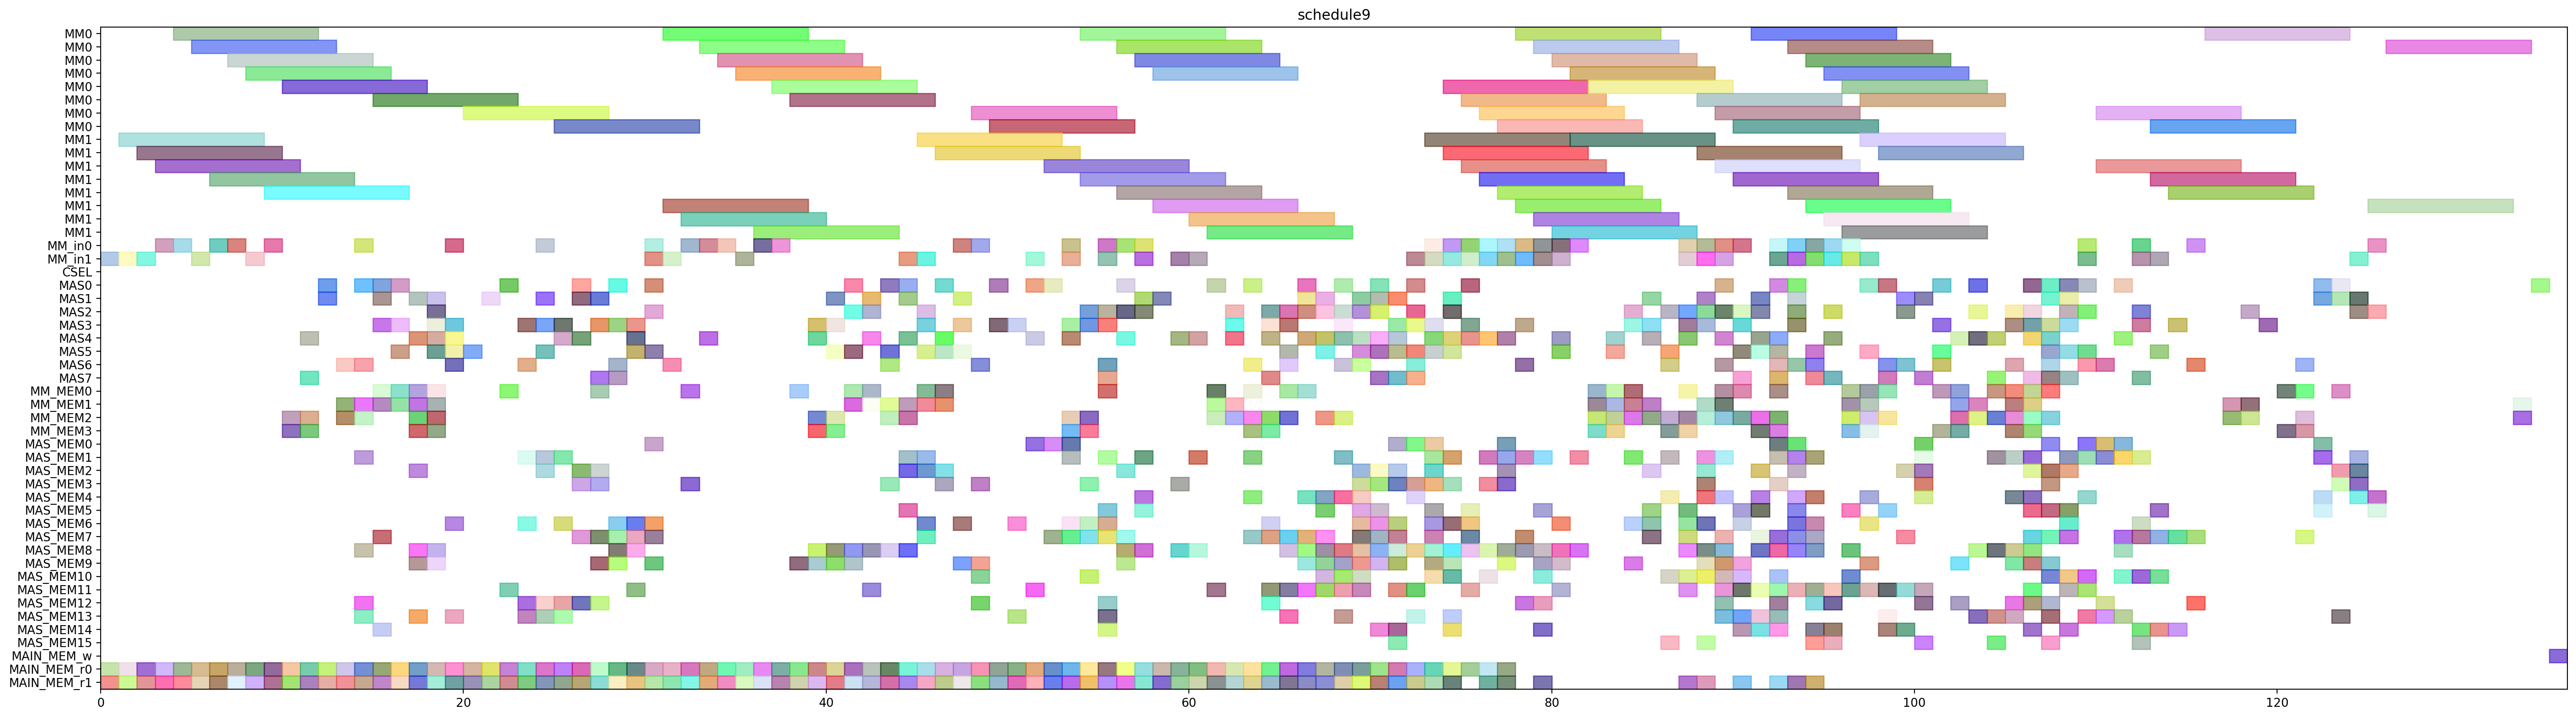 schedule9
MM0
MM0
MM0
MM0
MM0
MM0
MM0
MM0
MM1
MM1
MM1
MM1
MM1
MM1
MM1
MM1
MM_in0
MM_in1
CSEL
MAS0
MAS1
MAS2
MAS3
MAS4
MAS5
MAS6
MAS7
MM_MEM0
MM_MEM1
MM_MEM2
MM_MEM3
MAS_MEM0
MAS_MEM1
MAS_MEM2
MAS_MEM3
MAS_MEM4
MAS_MEM5
MAS_MEM6
MAS_MEM7
MAS_MEM8
MAS_MEM9
MAS_MEM10
MAS_MEM11
MAS_MEM12
MAS_MEM13
MAS_MEM14
MAS_MEM15
MAIN_MEM_w
MAIN_MEM_r0
MAIN_MEM_r1
0 20 40 60 80 100 120